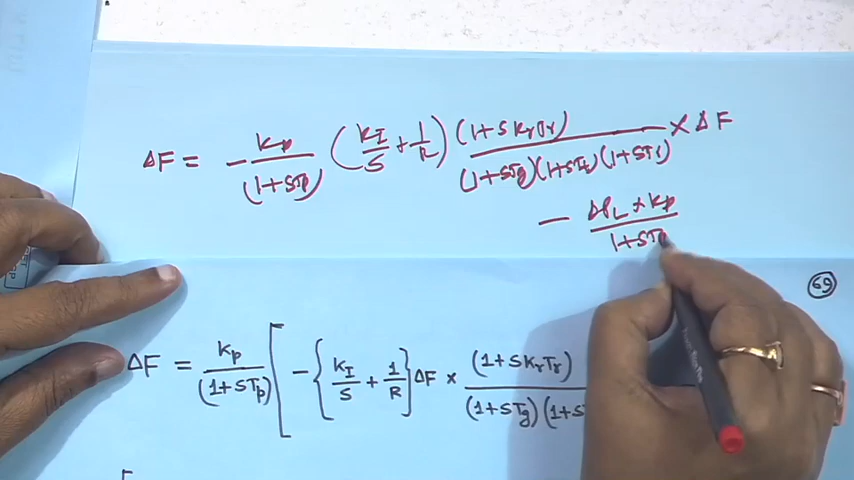 ΔF = - Kp/(1+STp) (KI/S + 1/R) (1+SKrTr)/((1+STg)(1+STt)(1+STr)) × ΔF
- ΔPL × Kp/(1+STp
69
ΔF = Kp/(1+STp) [ - { KI/S + 1/R } ΔF × (1+SKrTr)/((1+STg)(1+S